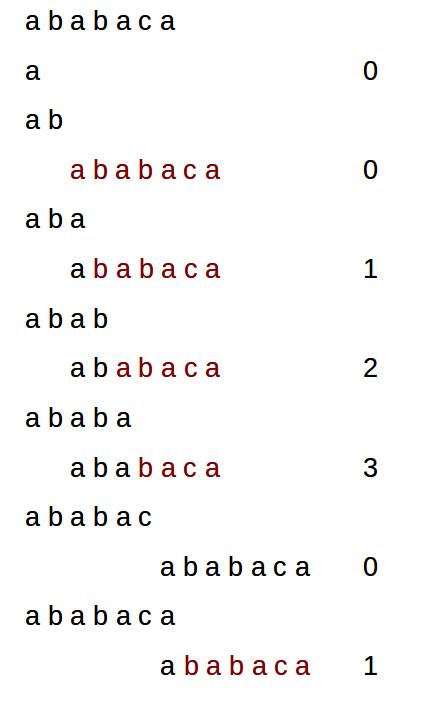 a b a b a c a
a 0
a b
a b a b a c a 0
a b a
a b a b a c a 1
a b a b
a b a b a c a 2
a b a b a
a b a b a c a 3
a b a b a c
a b a b a c a 0
a b a b a c a
a b a b a c a 1